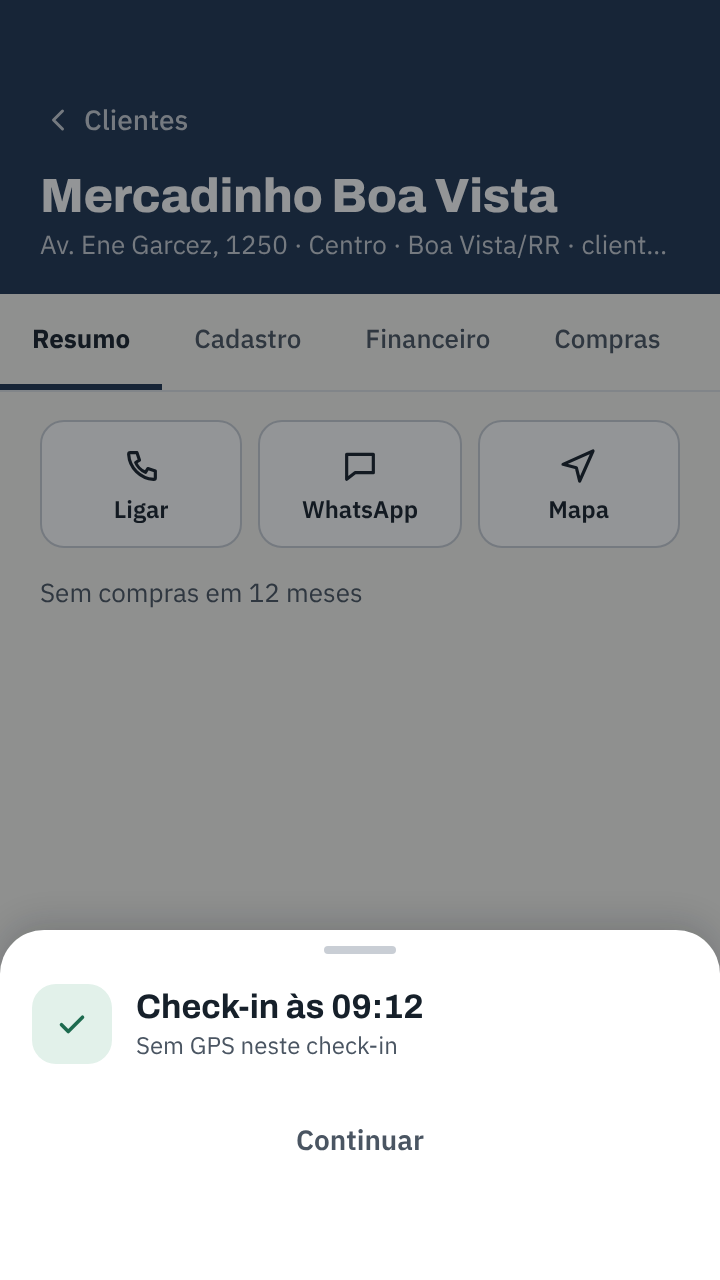 Clientes
Mercadinho Boa Vista
Av. Ene Garcez, 1250 · Centro · Boa Vista/RR · client...
Resumo Cadastro Financeiro Compras
Ligar WhatsApp Mapa
Sem compras em 12 meses
Check-in às 09:12
Sem GPS neste check-in
Continuar